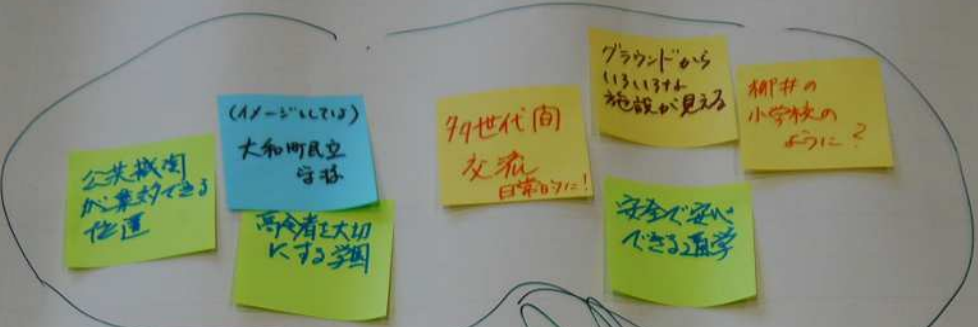 公共機関
が集約できる
位置
(イメージとしては)
大和町民立
学校
高齢者を大切
にする学園
多世代間
交流
日常的に!
グラウンドから
いろいろな
施設が見える
柳井の
小学校の
ように?
安全で安心
できる通学